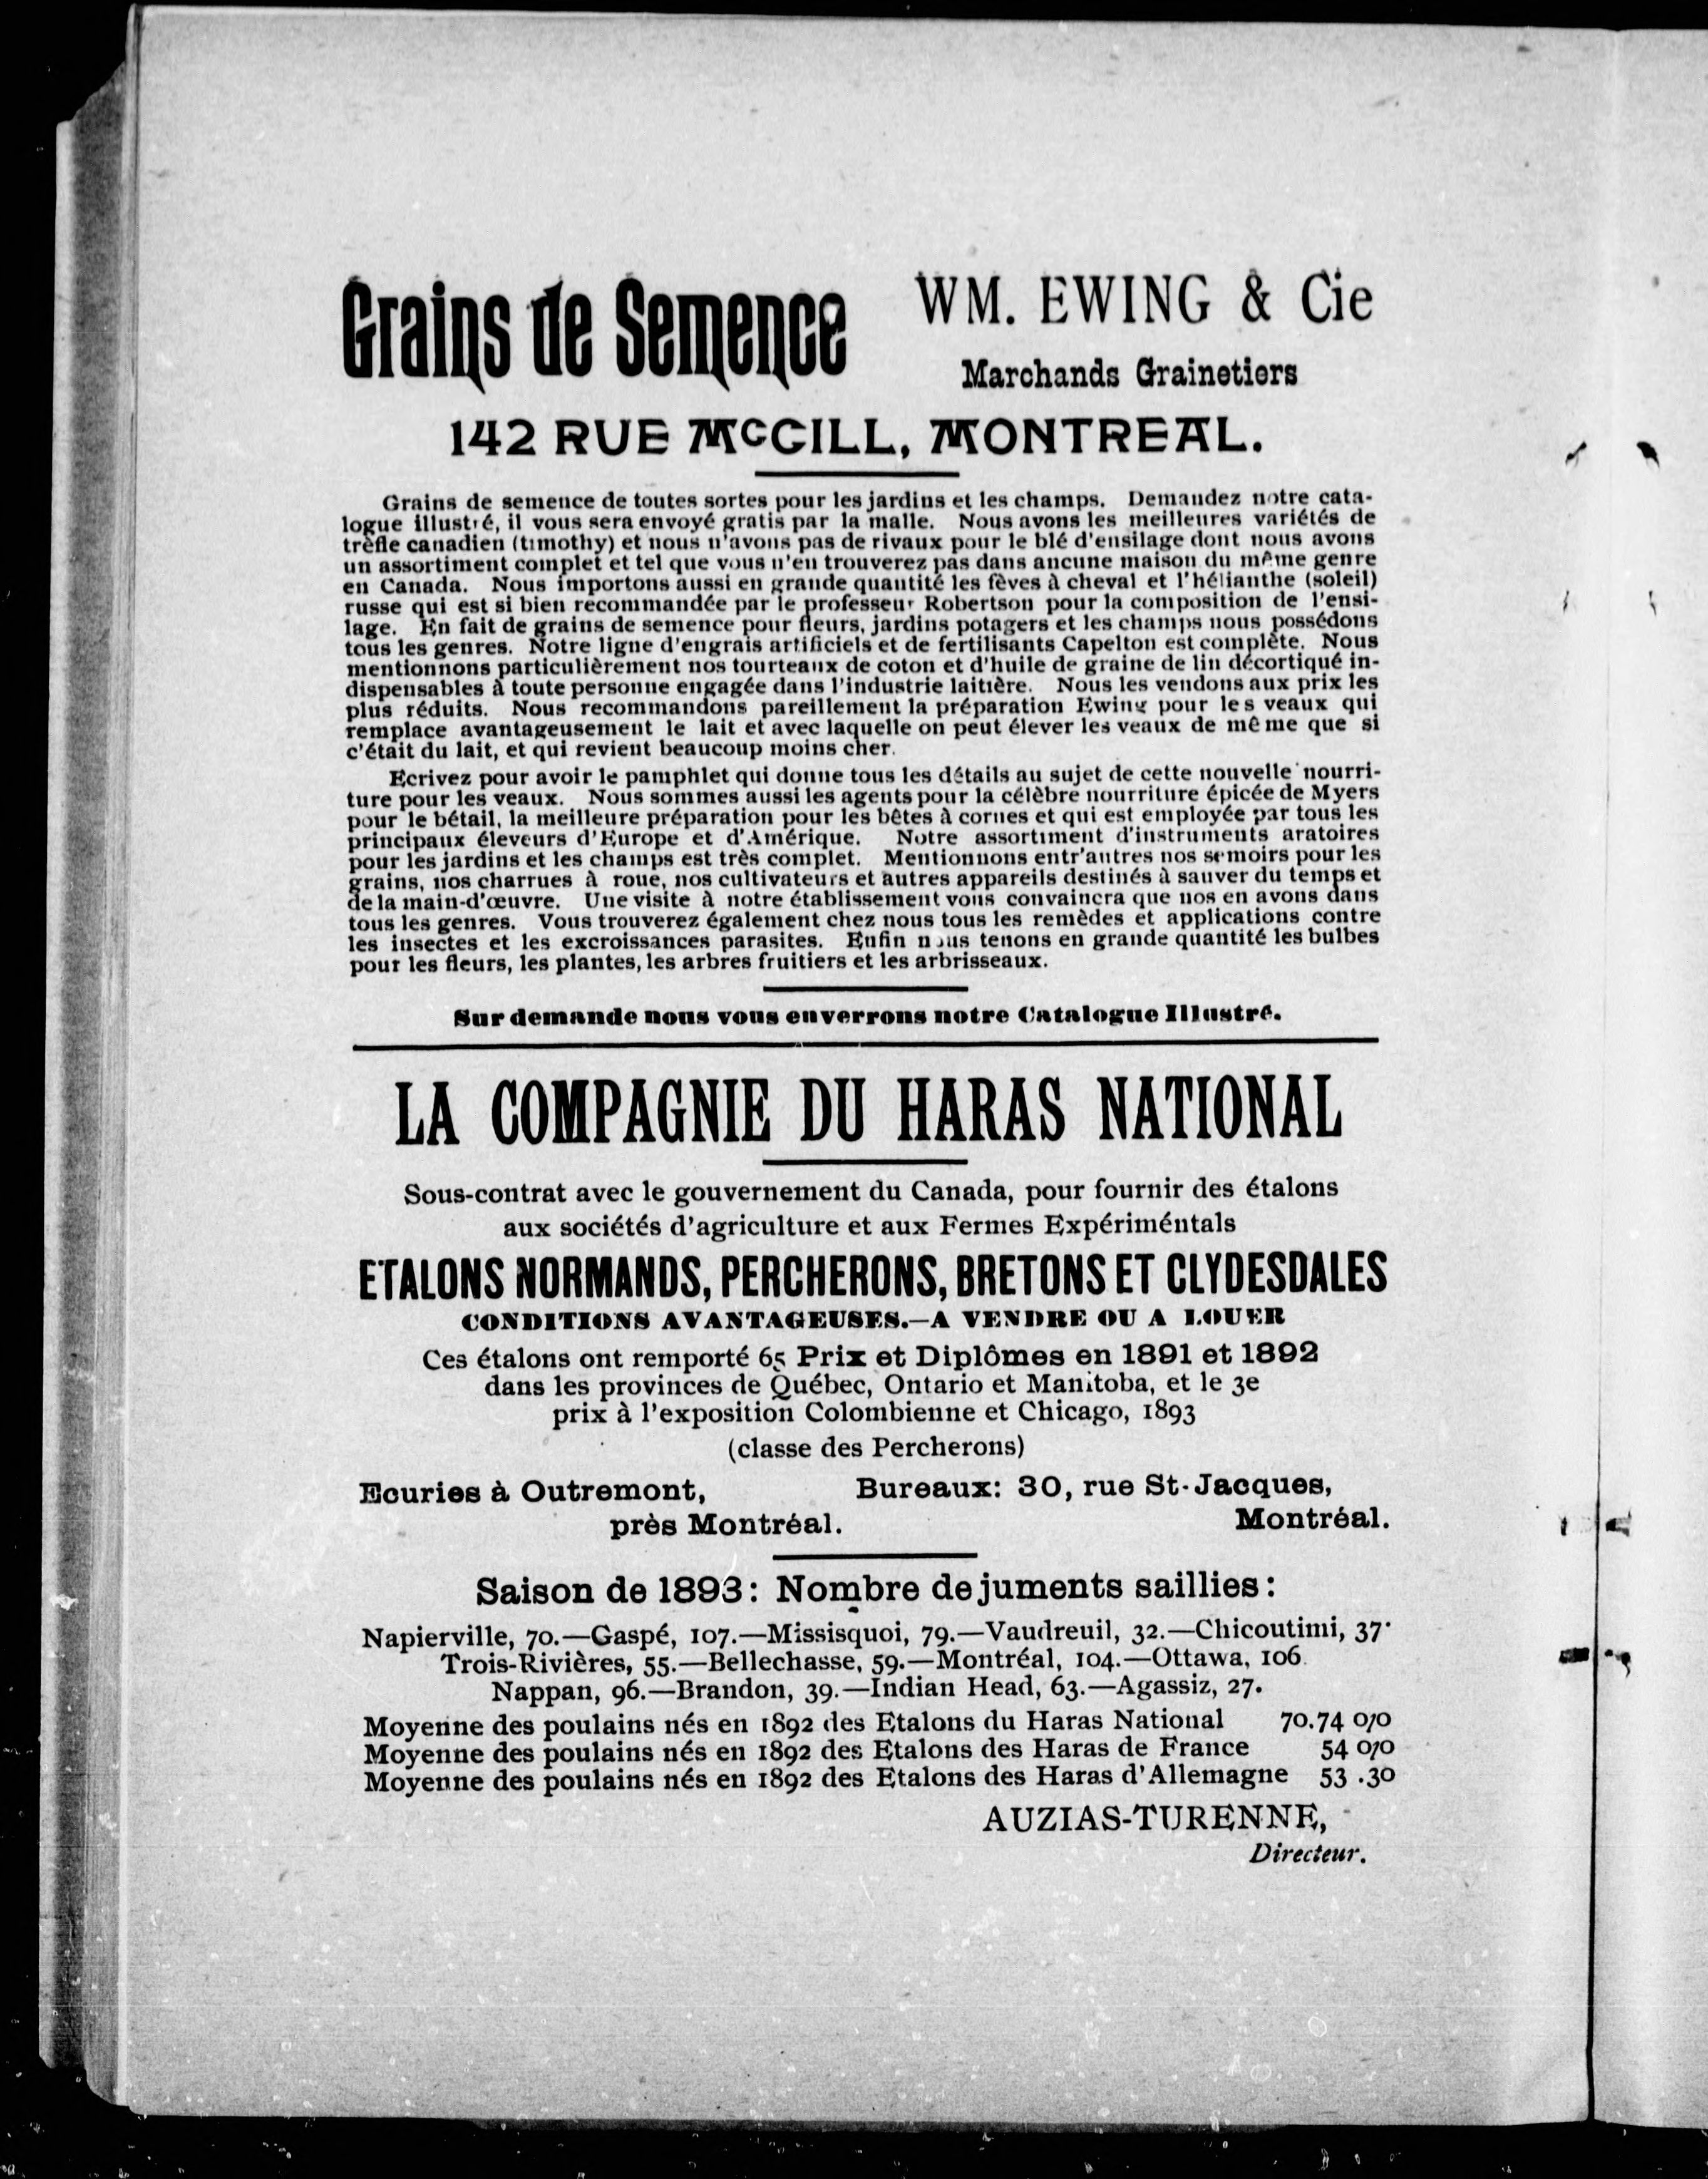 Grains de Semence
WM. EWING & Cie
Marchands Grainetiers
142 RUE McGILL, MONTREAL.
Grains de semence de toutes sortes pour les jardins et les champs. Demandez notre cata-
logue illustré, il vous sera envoyé gratis par la malle. Nous avons les meilleures variétés de
trèfle canadien (timothy) et nous n'avons pas de rivaux pour le blé d'ensilage dont nous avons
un assortiment complet et tel que vous n'en trouverez pas dans aucune maison du même genre
en Canada. Nous importons aussi en grande quantité les fèves à cheval et l'hélianthe (soleil)
russe qui est si bien recommandée par le professeur Robertson pour la composition de l'ensi-
lage. En fait de grains de semence pour fleurs, jardins potagers et les champs nous possédons
tous les genres. Notre ligne d'engrais artificiels et de fertilisants Capelton est complète. Nous
mentionnons particulièrement nos tourteaux de coton et d'huile de graine de lin décortiqué in-
dispensables à toute personne engagée dans l'industrie laitière. Nous les vendons aux prix les
plus réduits. Nous recommandons pareillement la préparation Ewing pour les veaux qui
remplace avantageusement le lait et avec laquelle on peut élever les veaux de même que si
c'était du lait, et qui revient beaucoup moins cher.
Ecrivez pour avoir le pamphlet qui donne tous les détails au sujet de cette nouvelle nourri-
ture pour les veaux. Nous sommes aussi les agents pour la célèbre nourriture épicée de Myers
pour le bétail, la meilleure préparation pour les bêtes à cornes et qui est employée par tous les
principaux éleveurs d'Europe et d'Amérique. Notre assortiment d'instruments aratoires
pour les jardins et les champs est très complet. Mentionnons entr'autres nos semoirs pour les
grains, nos charrues à roue, nos cultivateurs et autres appareils destinés à sauver du temps et
de la main-d'œuvre. Une visite à notre établissement vous convaincra que nos en avons dans
tous les genres. Vous trouverez également chez nous tous les remèdes et applications contre
les insectes et les excroissances parasites. Enfin nous tenons en grande quantité les bulbes
pour les fleurs, les plantes, les arbres fruitiers et les arbrisseaux.
Sur demande nous vous enverrons notre Catalogue Illustré.
LA COMPAGNIE DU HARAS NATIONAL
Sous-contrat avec le gouvernement du Canada, pour fournir des étalons
aux sociétés d'agriculture et aux Fermes Expériméntals
ETALONS NORMANDS, PERCHERONS, BRETONS ET CLYDESDALES
CONDITIONS AVANTAGEUSES.—A VENDRE OU A LOUER
Ces étalons ont remporté 65 Prix et Diplômes en 1891 et 1892
dans les provinces de Québec, Ontario et Manitoba, et le 3e
prix à l'exposition Colombienne et Chicago, 1893
(classe des Percherons)
Ecuries à Outremont,
près Montréal.
Bureaux: 30, rue St-Jacques,
Montréal.
Saison de 1893: Nombre de juments saillies:
Napierville, 70.—Gaspé, 107.—Missisquoi, 79.—Vaudreuil, 32.—Chicoutimi, 37.
Trois-Rivières, 55.—Bellechasse, 59.—Montréal, 104.—Ottawa, 106.
Nappan, 96.—Brandon, 39.—Indian Head, 63.—Agassiz, 27.
Moyenne des poulains nés en 1892 des Etalons du Haras National 70.74 0/0
Moyenne des poulains nés en 1892 des Etalons des Haras de France 54 0/0
Moyenne des poulains nés en 1892 des Etalons des Haras d'Allemagne 53.30
AUZIAS-TURENNE,
Directeur.